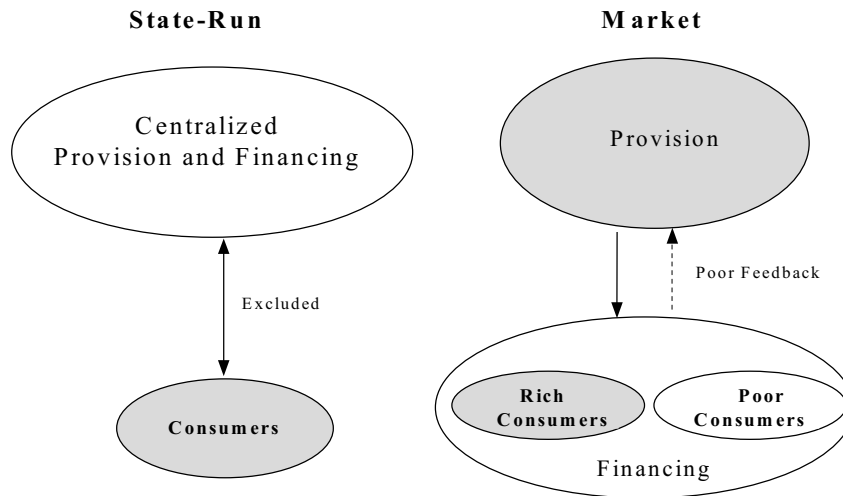 State-Run
Centralized
Provision and Financing
Excluded
Consumers
Market
Provision
Poor Feedback
Rich
Consumers
Poor
Consumers
Financing